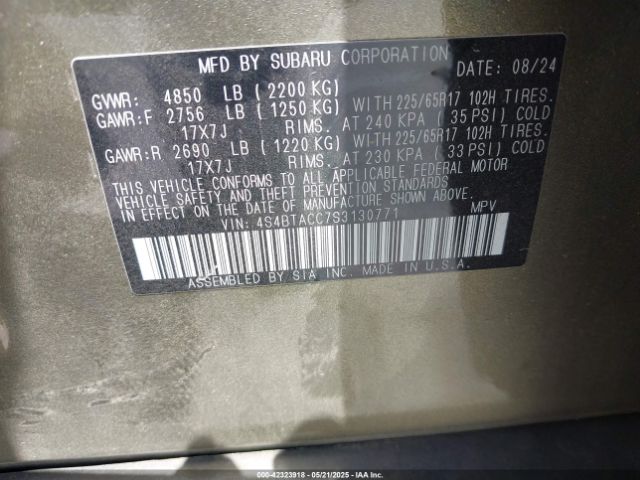 MFD BY SUBARU CORPORATION DATE: 08/24
GVWR: 4850 LB (2200 KG)
GAWR:F 2756 LB (1250 KG) WITH 225/65R17 102H TIRES.
17X7J RIMS. AT 240 KPA (35 PSI) COLD
GAWR:R 2690 LB (1220 KG) WITH 225/65R17 102H TIRES.
17X7J RIMS. AT 230 KPA (33 PSI) COLD
THIS VEHICLE CONFORMS TO ALL APPLICABLE FEDERAL MOTOR
VEHICLE SAFETY AND THEFT PREVENTION STANDARDS
IN EFFECT ON THE DATE OF MANUFACTURE SHOWN ABOVE.
VIN: 4S4BTACC7S3130771 MPV
ASSEMBLED BY SIA INC. MADE IN U.S.A.
000-42323918 - 05/21/2025 - IAAI, Inc.